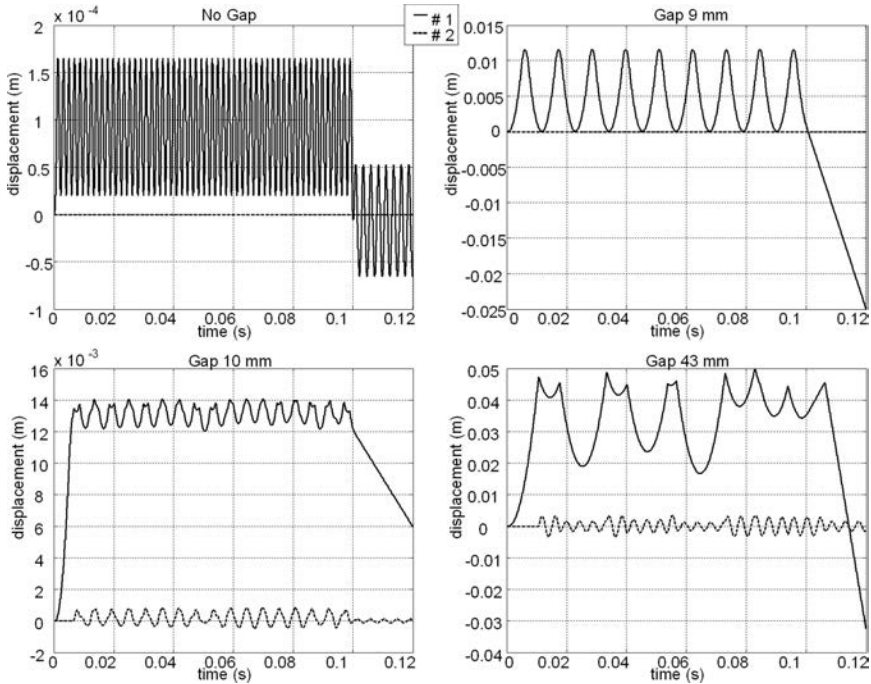 x 10⁻⁴
No Gap
# 1
# 2
Gap 9 mm
2
1.5
1
0.5
0
-0.5
-1
displacement (m)
0 0.02 0.04 0.06 0.08 0.1 0.12
time (s)
0.015
0.01
0.005
0
-0.005
-0.01
-0.015
-0.02
-0.025
displacement (m)
0 0.02 0.04 0.06 0.08 0.1 0.12
time (s)
x 10⁻³
Gap 10 mm
16
14
12
10
8
6
4
2
0
-2
displacement (m)
0 0.02 0.04 0.06 0.08 0.1 0.12
time (s)
Gap 43 mm
0.05
0.04
0.03
0.02
0.01
0
-0.01
-0.02
-0.03
-0.04
displacement (m)
0 0.02 0.04 0.06 0.08 0.1 0.12
time (s)